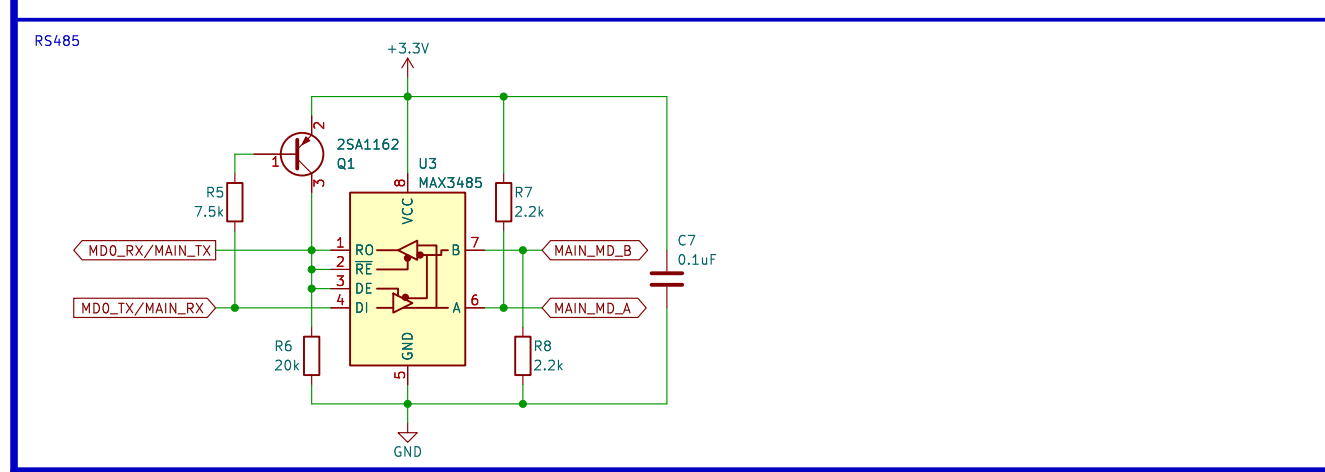 RS485
+3.3V
2
2SA1162
1
Q1
U3
3
8
MAX3485
R5
7.5k
R7
2.2k
VCC
MD0_RX/MAIN_TX
1
RO
B
7
MAIN_MD_B
C7
0.1uF
2
RE
3
DE
MD0_TX/MAIN_RX
4
DI
A
6
MAIN_MD_A
R6
20k
GND
R8
2.2k
5
GND